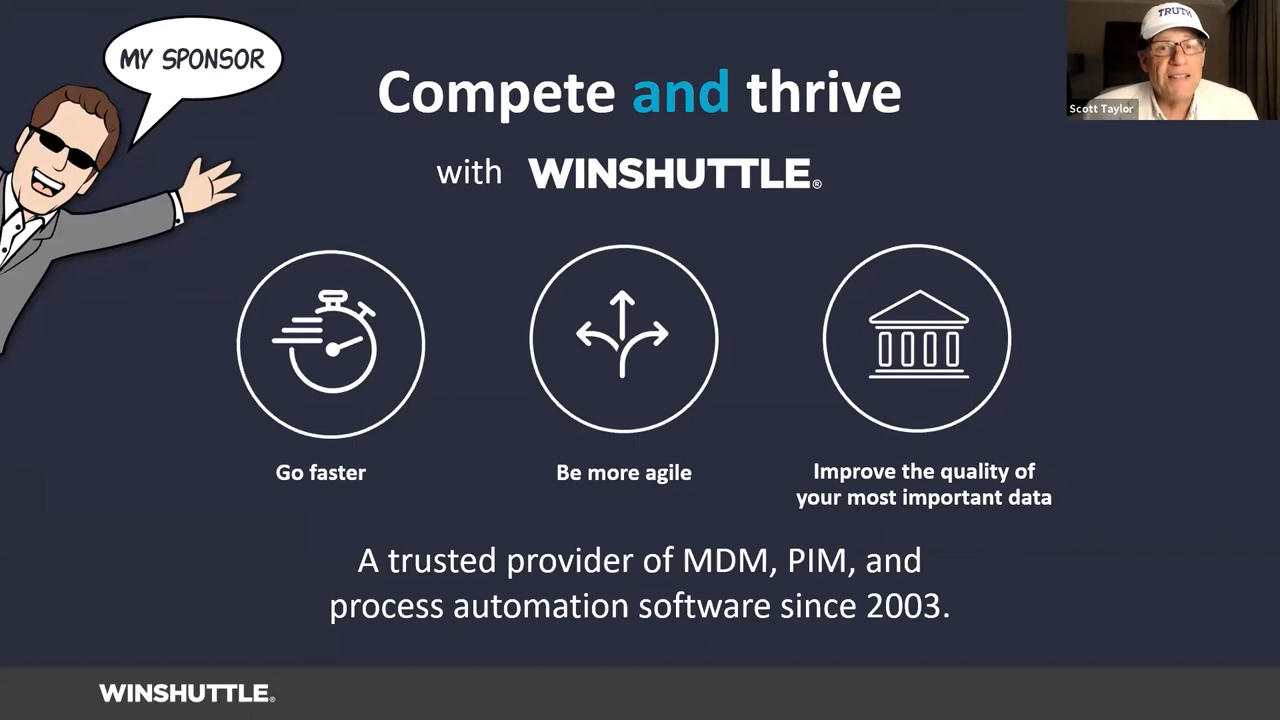 MY SPONSOR
TRUTH
Scott Taylor
Compete and thrive
with WINSHUTTLE®
Go faster
Be more agile
Improve the quality of
your most important data
A trusted provider of MDM, PIM, and
process automation software since 2003.
WINSHUTTLE®